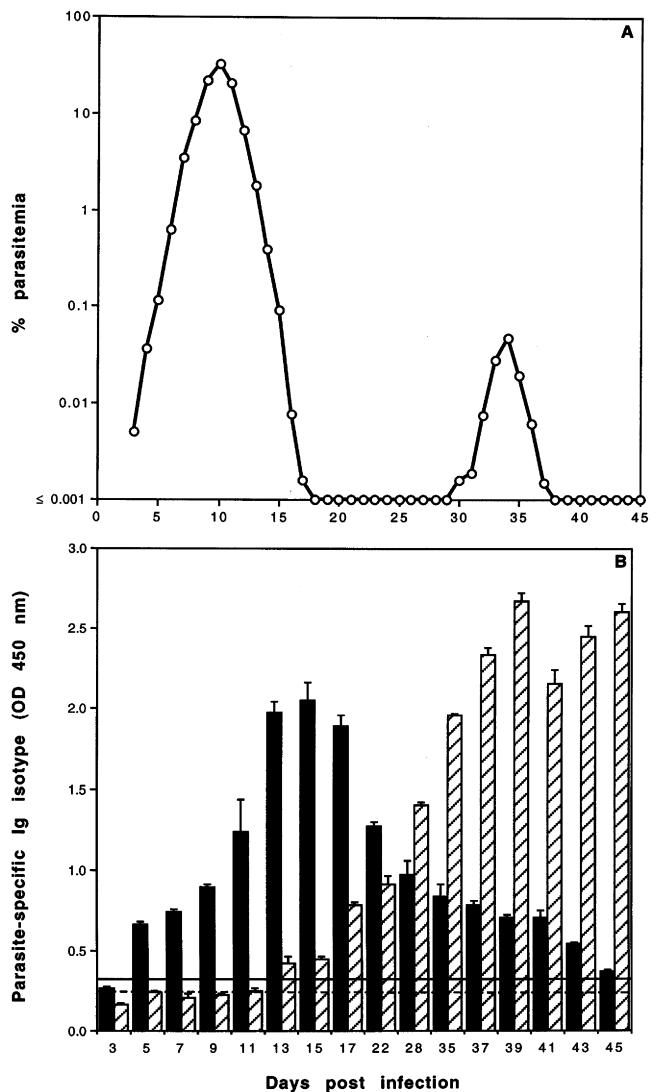 A
100
10
1
0.1
0.01
≤ 0.001
% parasitemia
0 5 10 15 20 25 30 35 40 45
B
3.0
2.5
2.0
1.5
1.0
0.5
0.0
Parasite-specific Ig isotype (OD 450 nm)
3 5 7 9 11 13 15 17 22 28 35 37 39 41 43 45
Days post infection